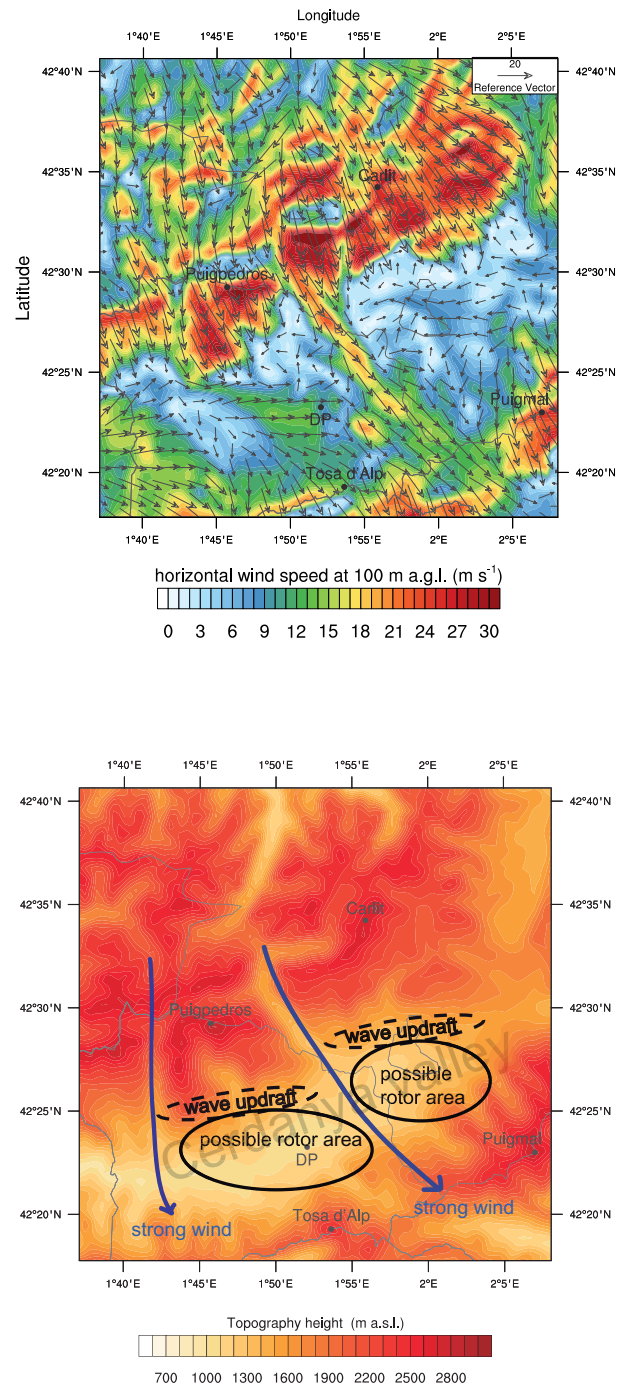 Longitude
1°40'E 1°45'E 1°50'E 1°55'E 2°E 2°5'E
20
Reference Vector
42°40'N 42°40'N
42°35'N 42°35'N
Carlit
42°30'N 42°30'N
Puigpedros
Latitude
42°25'N 42°25'N
Puigmal
DP
42°20'N 42°20'N
Tosa d'Alp
1°40'E 1°45'E 1°50'E 1°55'E 2°E 2°5'E
horizontal wind speed at 100 m a.g.l. (m s⁻¹)
0 3 6 9 12 15 18 21 24 27 30
1°40'E 1°45'E 1°50'E 1°55'E 2°E 2°5'E
42°40'N 42°40'N
42°35'N 42°35'N
Carlit
42°30'N 42°30'N
Puigpedros
wave updraft
possible
rotor area
Cerdanya Valley
42°25'N 42°25'N
wave updraft
possible rotor area
DP
Puigmal
42°20'N 42°20'N
strong wind
Tosa d'Alp
strong wind
1°40'E 1°45'E 1°50'E 1°55'E 2°E 2°5'E
Topography height (m a.s.l.)
700 1000 1300 1600 1900 2200 2500 2800